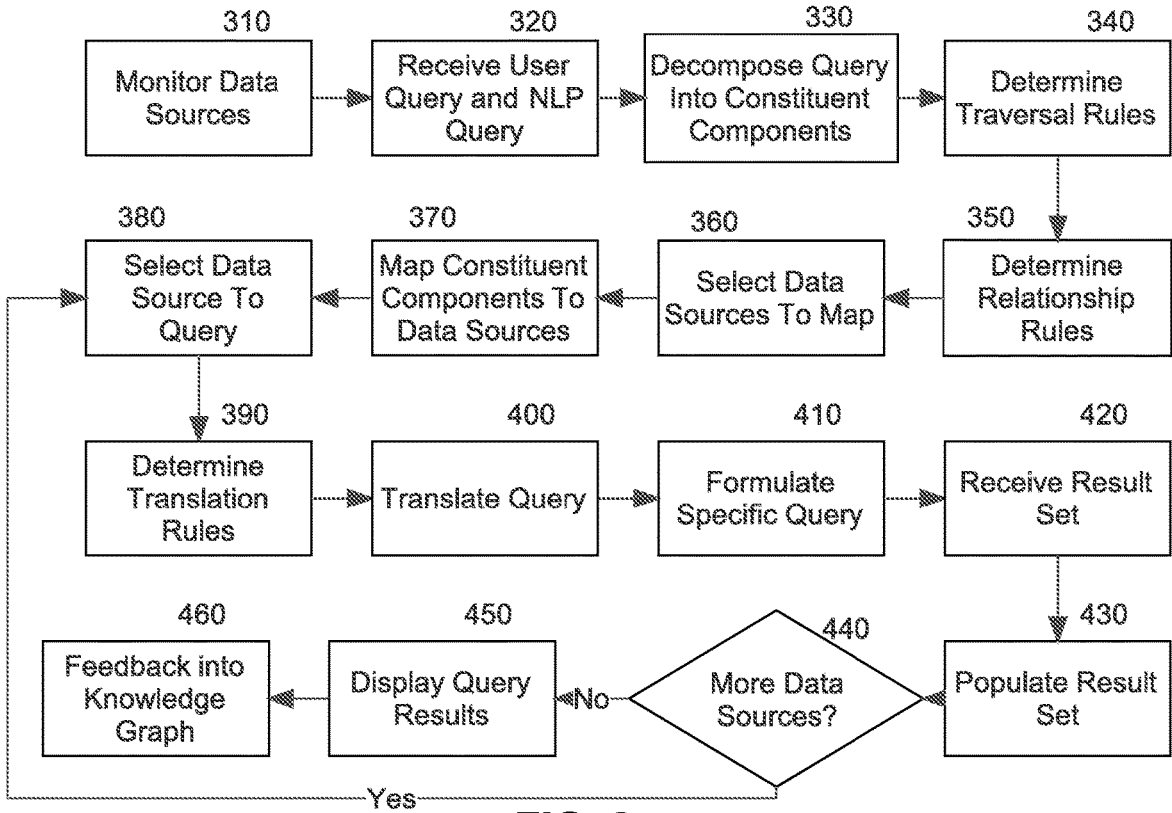 310
Monitor Data
Sources
320
Receive User
Query and NLP
Query
330
Decompose Query
Into Constituent
Components
340
Determine
Traversal Rules
350
Determine
Relationship
Rules
360
Select Data
Sources To Map
370
Map Constituent
Components To
Data Sources
380
Select Data
Source To
Query
390
Determine
Translation
Rules
400
Translate Query
410
Formulate
Specific Query
420
Receive Result
Set
430
Populate Result
Set
440
More Data
Sources?
No
450
Display Query
Results
460
Feedback into
Knowledge
Graph
Yes